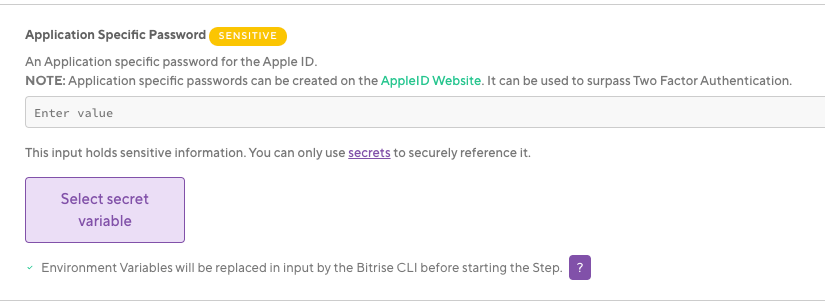 Application Specific Password SENSITIVE
An Application specific password for the Apple ID.
NOTE: Application specific passwords can be created on the AppleID Website. It can be used to surpass Two Factor Authentication.
Enter value
This input holds sensitive information. You can only use secrets to securely reference it.
Select secret
variable
Environment Variables will be replaced in input by the Bitrise CLI before starting the Step. ?